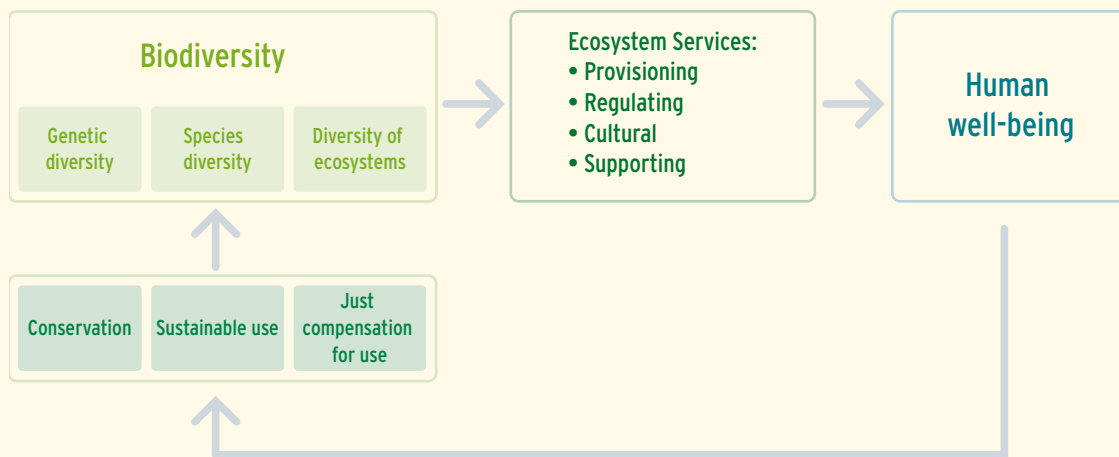 Biodiversity
Genetic
diversity
Species
diversity
Diversity of
ecosystems
Ecosystem Services:
• Provisioning
• Regulating
• Cultural
• Supporting
Human
well-being
Conservation
Sustainable use
Just
compensation
for use